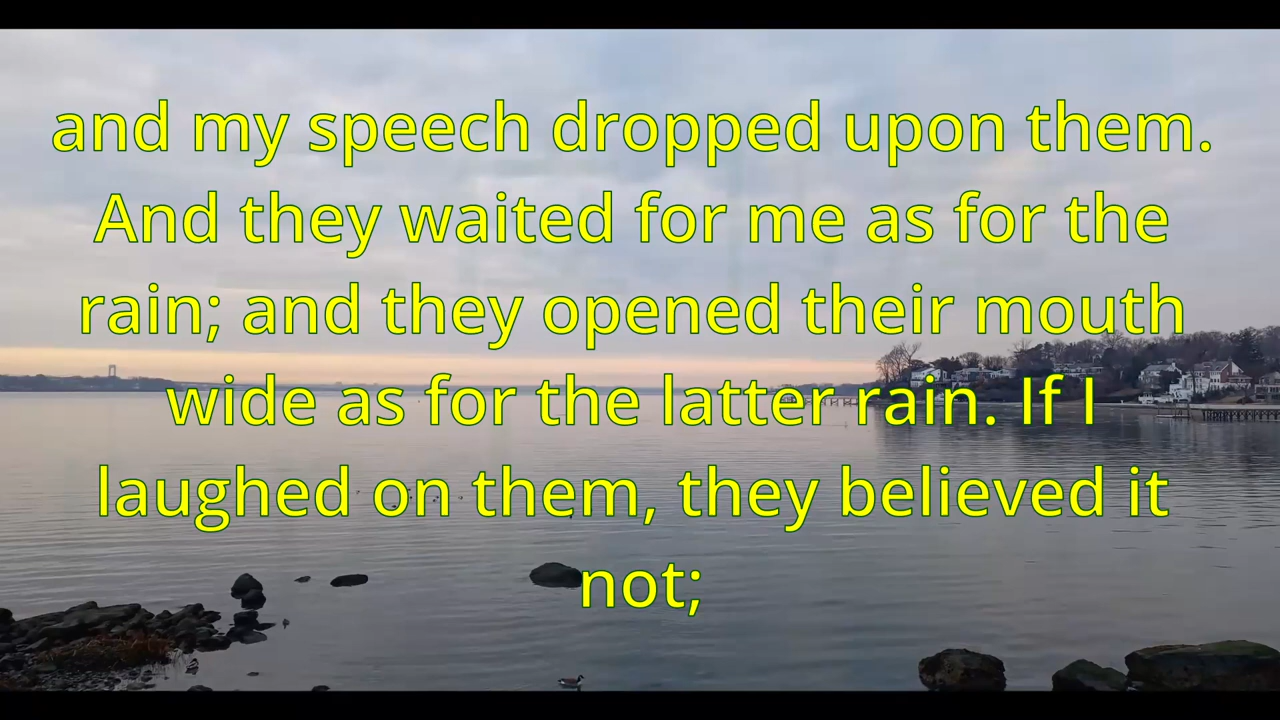 and my speech dropped upon them.
And they waited for me as for the
rain; and they opened their mouth
wide as for the latter rain. If I
laughed on them, they believed it
not;